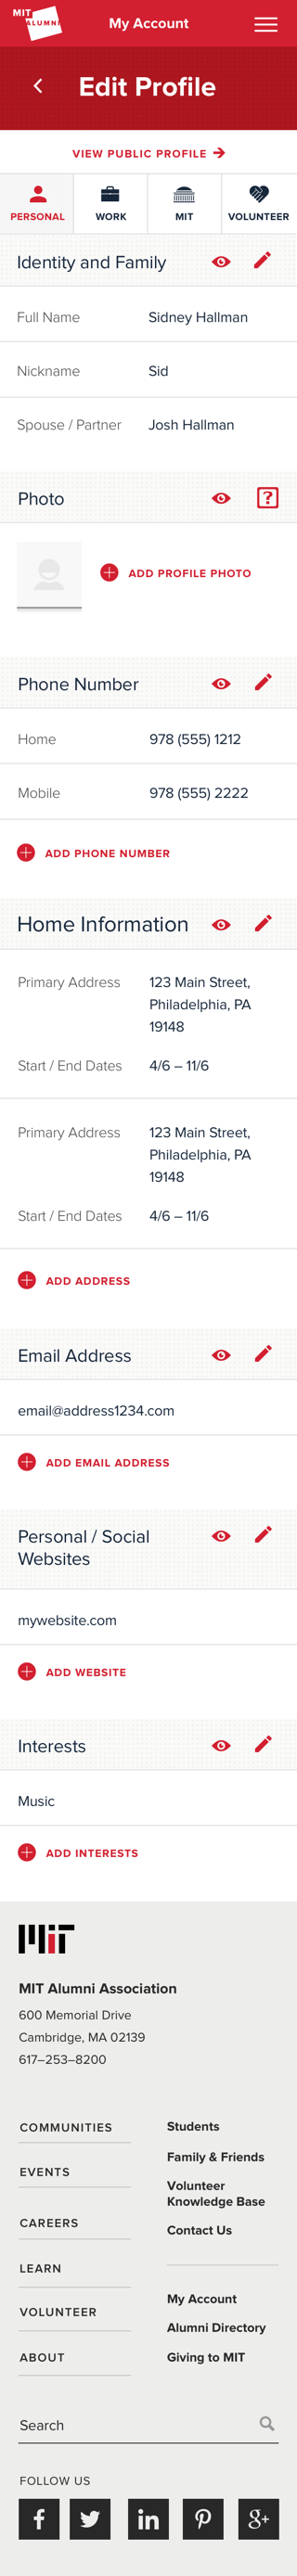 MIT
ALUMNI
My Account
Edit Profile
VIEW PUBLIC PROFILE
PERSONAL WORK MIT VOLUNTEER
Identity and Family
Full Name Sidney Hallman
Nickname Sid
Spouse / Partner Josh Hallman
Photo
?
ADD PROFILE PHOTO
Phone Number
Home 978 (555) 1212
Mobile 978 (555) 2222
ADD PHONE NUMBER
Home Information
Primary Address 123 Main Street,
Philadelphia, PA
19148
Start / End Dates 4/6 – 11/6
Primary Address 123 Main Street,
Philadelphia, PA
19148
Start / End Dates 4/6 – 11/6
ADD ADDRESS
Email Address
email@address1234.com
ADD EMAIL ADDRESS
Personal / Social
Websites
mywebsite.com
ADD WEBSITE
Interests
Music
ADD INTERESTS
MIT
MIT Alumni Association
600 Memorial Drive
Cambridge, MA 02139
617–253–8200
COMMUNITIES
EVENTS
CAREERS
LEARN
VOLUNTEER
ABOUT
Students
Family & Friends
Volunteer
Knowledge Base
Contact Us
My Account
Alumni Directory
Giving to MIT
Search
FOLLOW US
f in g+